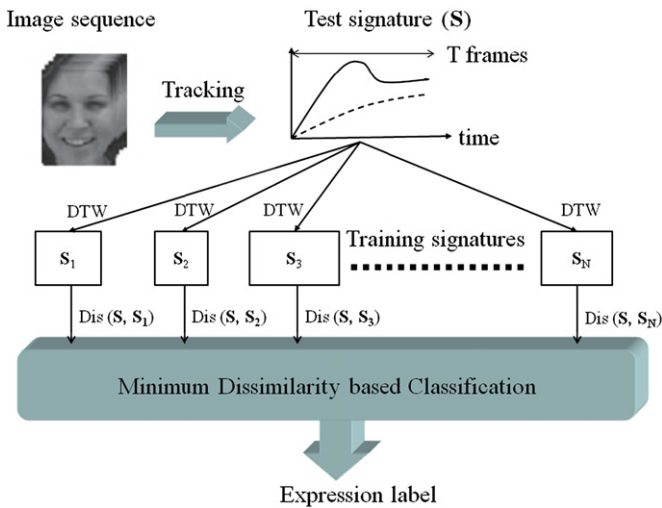 Image sequence
Test signature (S)
T frames
Tracking
time
DTW
DTW
DTW
DTW
S1
S2
S3
Training signatures
SN
Dis (S, S1)
Dis (S, S2)
Dis (S, S3)
Dis (S, SN)
Minimum Dissimilarity based Classification
Expression label